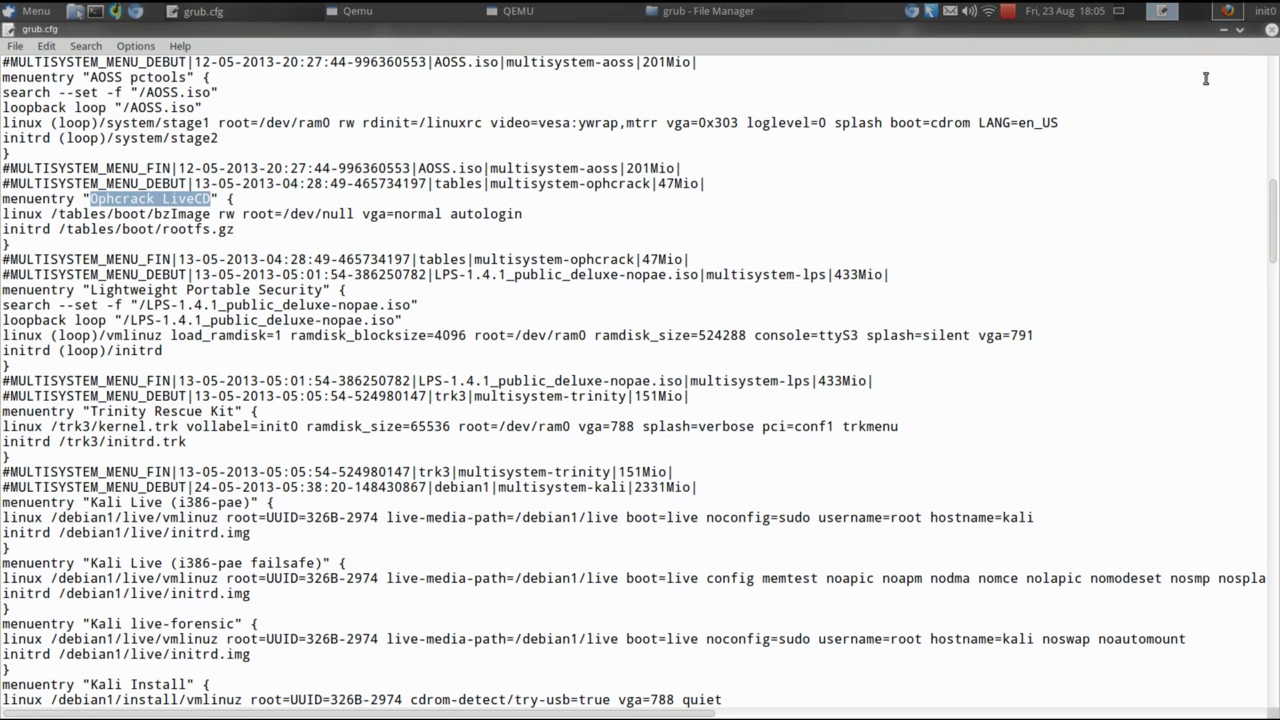 Menu
grub.cfg
Qemu
QEMU
grub - File Manager
Fri, 23 Aug 18:05
init0
grub.cfg
File Edit Search Options Help
#MULTISYSTEM_MENU_DEBUT|12-05-2013-20:27:44-996360553|AOSS.iso|multisystem-aoss|201Mio|
menuentry "AOSS pctools" {
search --set -f "/AOSS.iso"
loopback loop "/AOSS.iso"
linux (loop)/system/stage1 root=/dev/ram0 rw rdinit=/linuxrc video=vesa:ywrap,mtrr vga=0x303 loglevel=0 splash boot=cdrom LANG=en_US
initrd (loop)/system/stage2
}
#MULTISYSTEM_MENU_FIN|12-05-2013-20:27:44-996360553|AOSS.iso|multisystem-aoss|201Mio|
#MULTISYSTEM_MENU_DEBUT|13-05-2013-04:28:49-465734197|tables|multisystem-ophcrack|47Mio|
menuentry "Ophcrack LiveCD" {
linux /tables/boot/bzImage rw root=/dev/null vga=normal autologin
initrd /tables/boot/rootfs.gz
}
#MULTISYSTEM_MENU_FIN|13-05-2013-04:28:49-465734197|tables|multisystem-ophcrack|47Mio|
#MULTISYSTEM_MENU_DEBUT|13-05-2013-05:01:54-386250782|LPS-1.4.1_public_deluxe-nopae.iso|multisystem-lps|433Mio|
menuentry "Lightweight Portable Security" {
search --set -f "/LPS-1.4.1_public_deluxe-nopae.iso"
loopback loop "/LPS-1.4.1_public_deluxe-nopae.iso"
linux (loop)/vmlinuz load_ramdisk=1 ramdisk_blocksize=4096 root=/dev/ram0 ramdisk_size=524288 console=ttyS3 splash=silent vga=791
initrd (loop)/initrd
}
#MULTISYSTEM_MENU_FIN|13-05-2013-05:01:54-386250782|LPS-1.4.1_public_deluxe-nopae.iso|multisystem-lps|433Mio|
#MULTISYSTEM_MENU_DEBUT|13-05-2013-05:05:54-524980147|trk3|multisystem-trinity|151Mio|
menuentry "Trinity Rescue Kit" {
linux /trk3/kernel.trk vollabel=init0 ramdisk_size=65536 root=/dev/ram0 vga=788 splash=verbose pci=conf1 trkmenu
initrd /trk3/initrd.trk
}
#MULTISYSTEM_MENU_FIN|13-05-2013-05:05:54-524980147|trk3|multisystem-trinity|151Mio|
#MULTISYSTEM_MENU_DEBUT|24-05-2013-05:38:20-148430867|debian1|multisystem-kali|2331Mio|
menuentry "Kali Live (i386-pae)" {
linux /debian1/live/vmlinuz root=UUID=326B-2974 live-media-path=/debian1/live boot=live noconfig=sudo username=root hostname=kali
initrd /debian1/live/initrd.img
}
menuentry "Kali Live (i386-pae failsafe)" {
linux /debian1/live/vmlinuz root=UUID=326B-2974 live-media-path=/debian1/live boot=live config memtest noapic noapm nodma nomce nolapic nomodeset nosmp nospla
initrd /debian1/live/initrd.img
}
menuentry "Kali live-forensic" {
linux /debian1/live/vmlinuz root=UUID=326B-2974 live-media-path=/debian1/live boot=live noconfig=sudo username=root hostname=kali noswap noautomount
initrd /debian1/live/initrd.img
}
menuentry "Kali Install" {
linux /debian1/install/vmlinuz root=UUID=326B-2974 cdrom-detect/try-usb=true vga=788 quiet